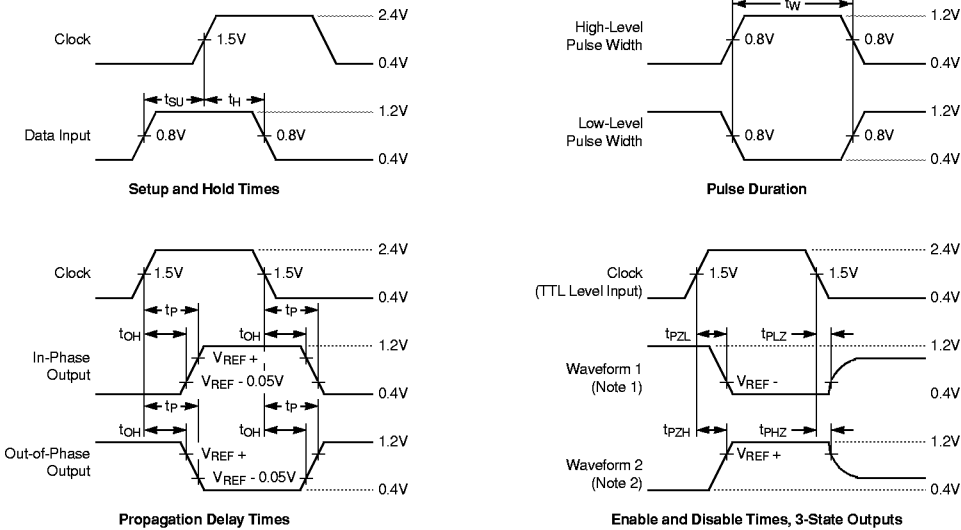 2.4V
Clock
1.5V
0.4V
tSU
tH
1.2V
Data Input
0.8V
0.8V
0.4V
Setup and Hold Times
tW
1.2V
High-Level
Pulse Width
0.8V
0.8V
0.4V
1.2V
Low-Level
Pulse Width
0.8V
0.8V
0.4V
Pulse Duration
2.4V
Clock
1.5V
1.5V
0.4V
tP
tP
tOH
tOH
1.2V
In-Phase
Output
VREF +
VREF - 0.05V
0.4V
tP
tP
tOH
tOH
1.2V
Out-of-Phase
Output
VREF +
VREF - 0.05V
0.4V
Propagation Delay Times
2.4V
Clock
(TTL Level Input)
1.5V
1.5V
0.4V
tPZL
tPLZ
1.2V
Waveform 1
(Note 1)
VREF -
0.4V
tPZH
tPHZ
1.2V
Waveform 2
(Note 2)
VREF +
0.4V
Enable and Disable Times, 3-State Outputs